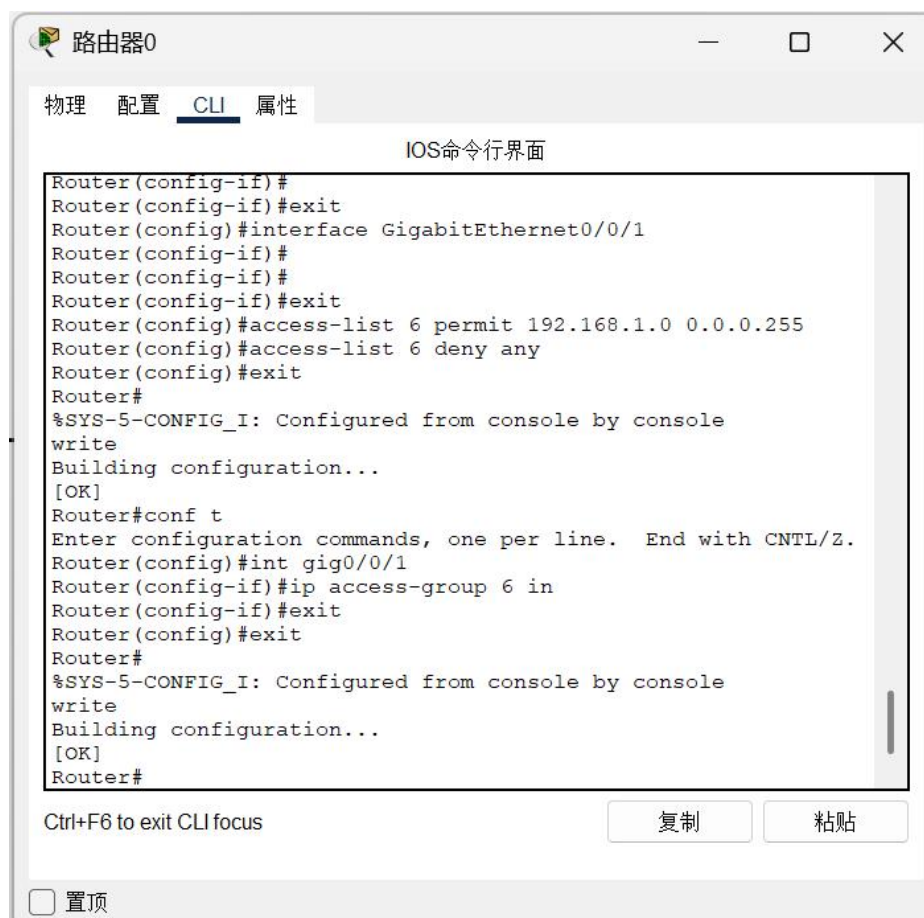 路由器0
物理 配置 CLI 属性
IOS命令行界面
Router(config-if)#
Router(config-if)#exit
Router(config)#interface GigabitEthernet0/0/1
Router(config-if)#
Router(config-if)#
Router(config-if)#exit
Router(config)#access-list 6 permit 192.168.1.0 0.0.0.255
Router(config)#access-list 6 deny any
Router(config)#exit
Router#
%SYS-5-CONFIG_I: Configured from console by console
write
Building configuration...
[OK]
Router#conf t
Enter configuration commands, one per line.  End with CNTL/Z.
Router(config)#int gig0/0/1
Router(config-if)#ip access-group 6 in
Router(config-if)#exit
Router(config)#exit
Router#
%SYS-5-CONFIG_I: Configured from console by console
write
Building configuration...
[OK]
Router#
Ctrl+F6 to exit CLI focus 复制 粘贴
置顶